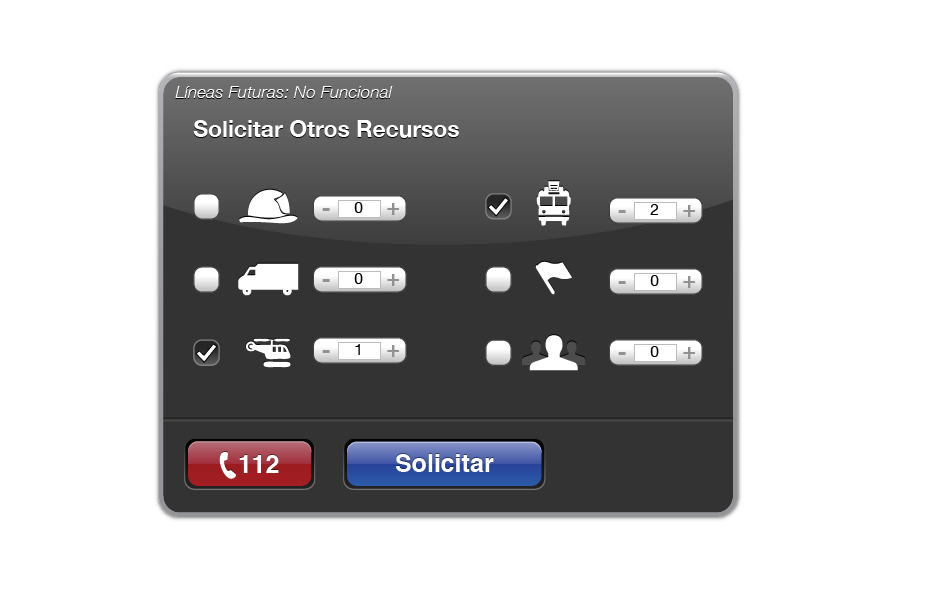 Líneas Futuras: No Funcional
Solicitar Otros Recursos
- 0 + - 2 +
- 0 + - 0 +
- 1 + - 0 +
112 Solicitar